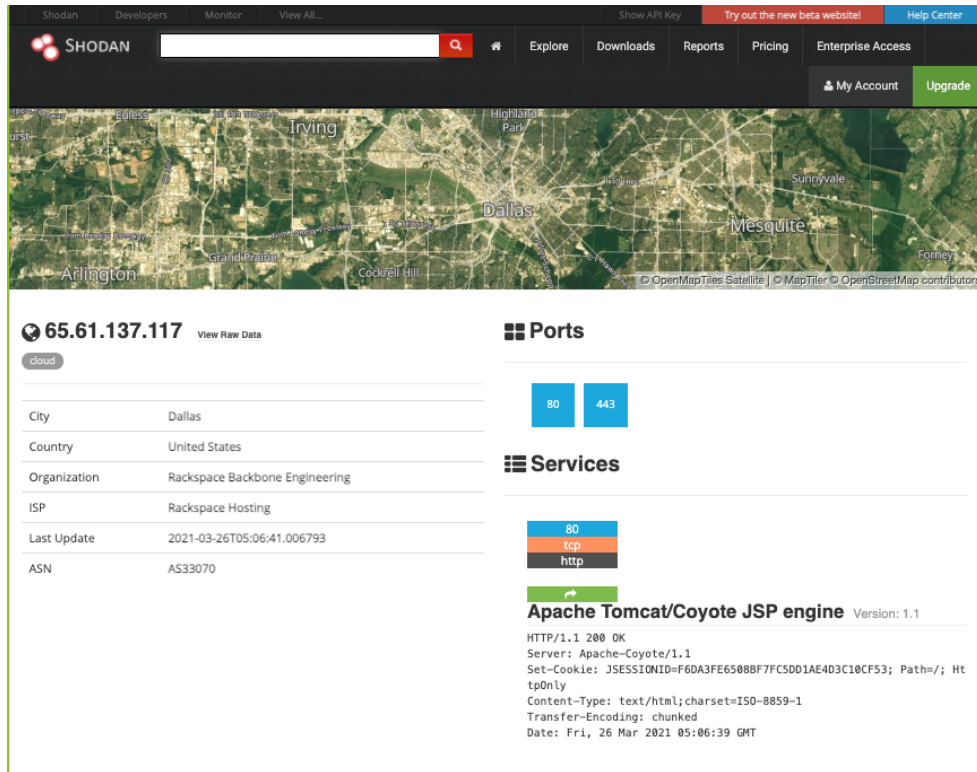 Shodan Developers Monitor View All... Show API Key Try out the new beta website! Help Center
SHODAN Explore Downloads Reports Pricing Enterprise Access
My Account Upgrade
Euless
Irving
Highland
Park
urst
Sunnyvale
Dallas
Mesquite
Tom Landry Freeway
Grand Prairie
Forney
Arlington
Cockrell Hill
© OpenMapTiles Satellite | © MapTiler © OpenStreetMap contributors
65.61.137.117 View Raw Data
cloud
City Dallas
Country United States
Organization Rackspace Backbone Engineering
ISP Rackspace Hosting
Last Update 2021-03-26T05:06:41.006793
ASN AS33070
Ports
80 443
Services
80
tcp
http
Apache Tomcat/Coyote JSP engine Version: 1.1
HTTP/1.1 200 OK
Server: Apache-Coyote/1.1
Set-Cookie: JSESSIONID=F6DA3FE6508BF7FC5DD1AE4D3C10CF53; Path=/; Ht
tpOnly
Content-Type: text/html;charset=ISO-8859-1
Transfer-Encoding: chunked
Date: Fri, 26 Mar 2021 05:06:39 GMT